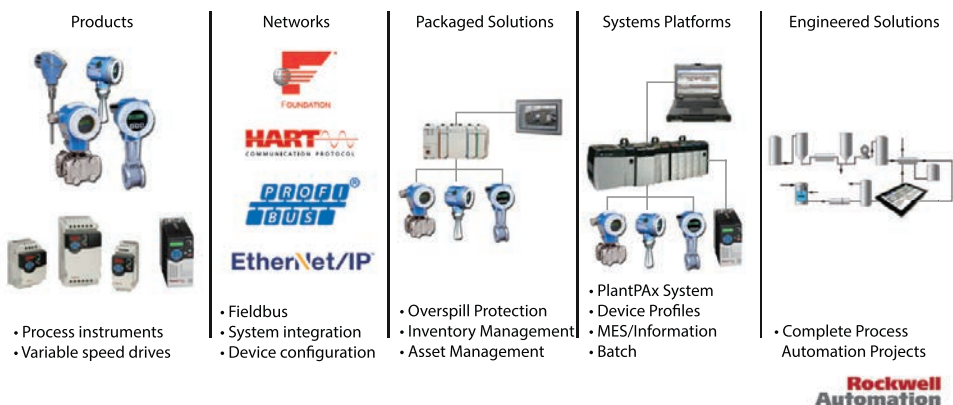 Products
Process instruments
Variable speed drives
Networks
FOUNDATION
HART
COMMUNICATION PROTOCOL
PROFI
BUS
EtherNet/IP
• Fieldbus
• System integration
• Device configuration
Packaged Solutions
• Overspill Protection
• Inventory Management
• Asset Management
Systems Platforms
• PlantPAx System
• Device Profiles
• MES/Information
• Batch
Engineered Solutions
• Complete Process
Automation Projects
Rockwell
Automation